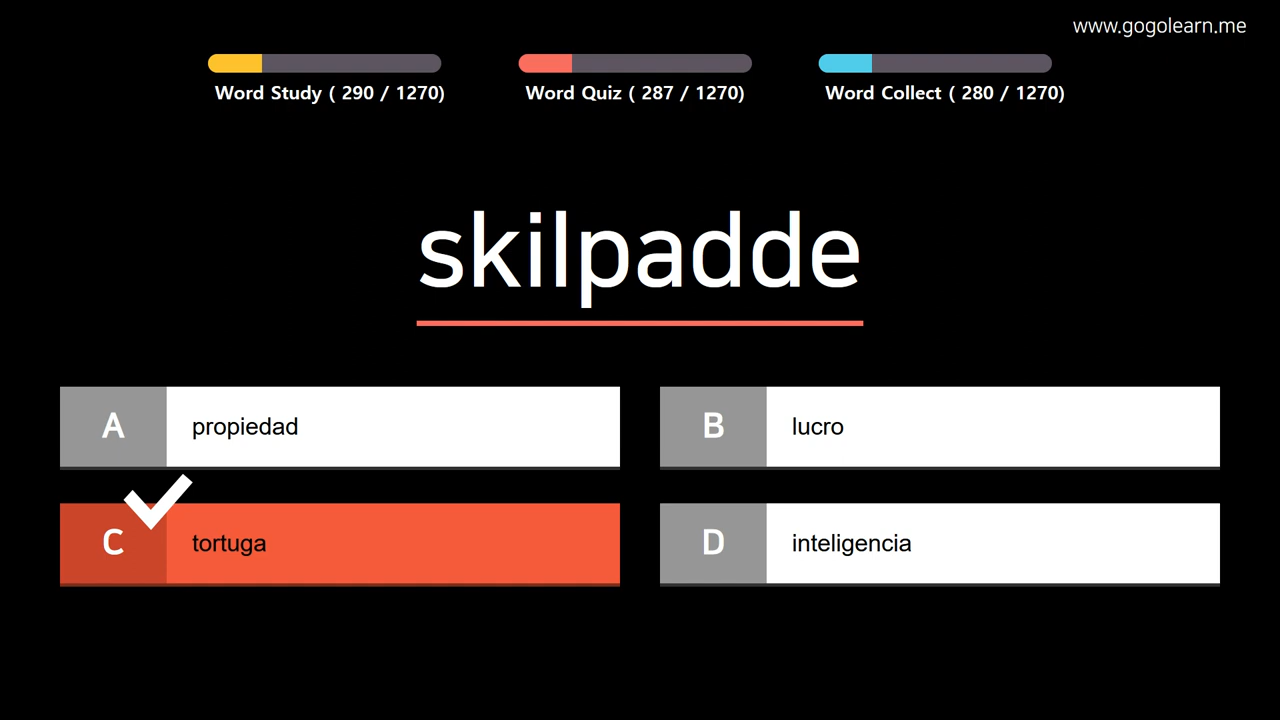 www.gogolearn.me
Word Study ( 290 / 1270)
Word Quiz ( 287 / 1270)
Word Collect ( 280 / 1270)
skilpadde
A propiedad
B lucro
C tortuga
D inteligencia